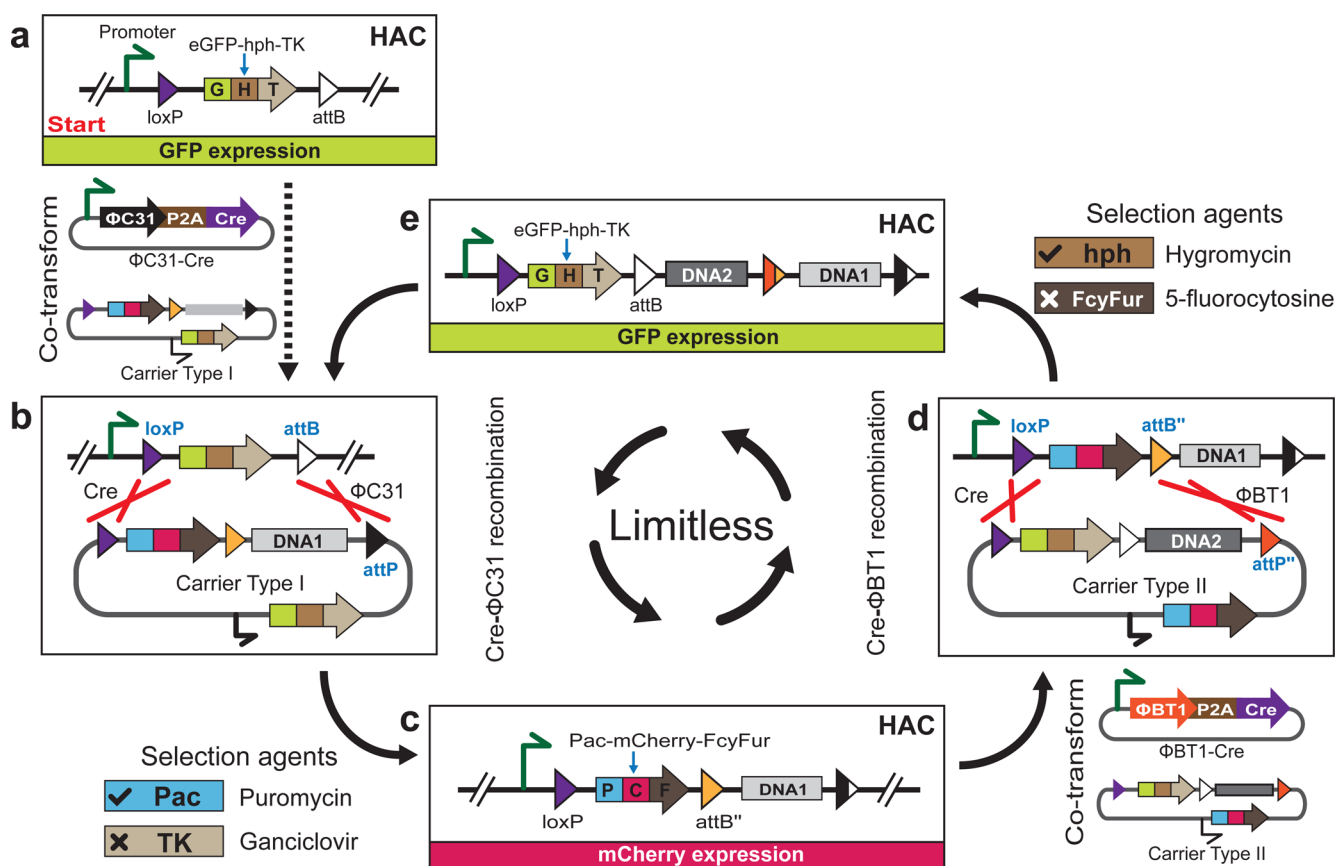 a
Promoter
eGFP-hph-TK
HAC
G H T
loxP
attB
Start
GFP expression
Co-transform
ΦC31 P2A Cre
ΦC31-Cre
Carrier Type I
e
HAC
eGFP-hph-TK
G H T
DNA2
DNA1
loxP
attB
GFP expression
Selection agents
hph Hygromycin
FcyFur 5-fluorocytosine
b
loxP
attB
Cre
ΦC31
DNA1
attP
Carrier Type I
Cre-ΦC31 recombination
Limitless
Cre-ΦBT1 recombination
d
loxP
attB"
DNA1
Cre
ΦBT1
DNA2
attP"
Carrier Type II
Selection agents
Pac Puromycin
TK Ganciclovir
c
HAC
Pac-mCherry-FcyFur
P C F
DNA1
loxP
attB"
mCherry expression
Co-transform
ΦBT1 P2A Cre
ΦBT1-Cre
Carrier Type II